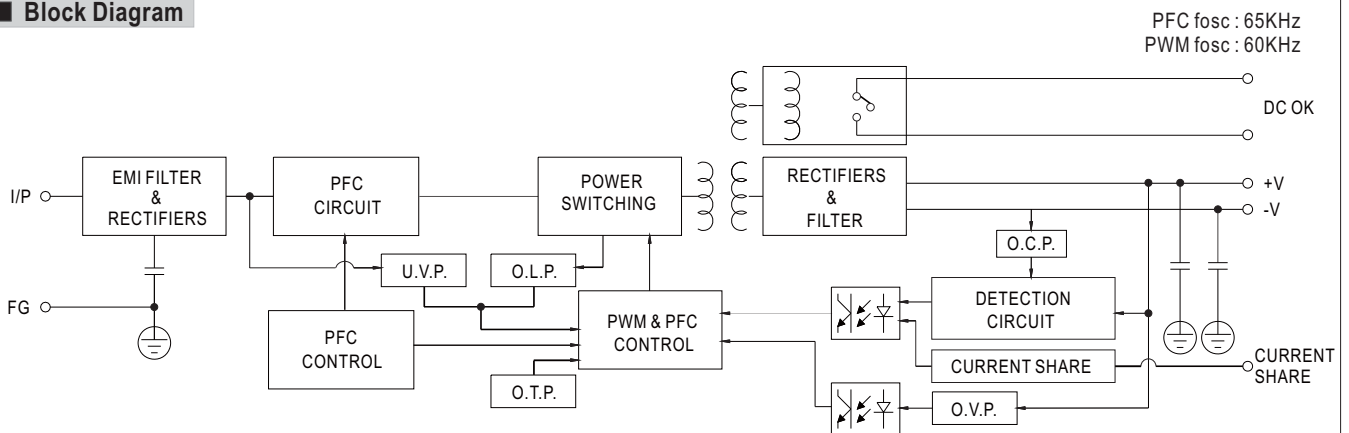 Block Diagram
PFC fosc : 65KHz
PWM fosc : 60KHz
DC OK
I/P
EMI FILTER
&
RECTIFIERS
PFC
CIRCUIT
POWER
SWITCHING
RECTIFIERS
&
FILTER
+V
-V
O.C.P.
U.V.P.
O.L.P.
FG
PFC
CONTROL
PWM & PFC
CONTROL
DETECTION
CIRCUIT
O.T.P.
CURRENT SHARE
CURRENT
SHARE
O.V.P.